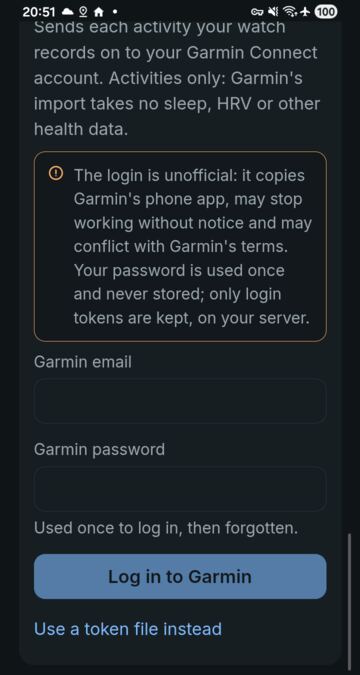 20:51
100
Sends each activity your watch
records on to your Garmin Connect
account. Activities only: Garmin's
import takes no sleep, HRV or other
health data.
The login is unofficial: it copies
Garmin's phone app, may stop
working without notice and may
conflict with Garmin's terms.
Your password is used once
and never stored; only login
tokens are kept, on your server.
Garmin email
Garmin password
Used once to log in, then forgotten.
Log in to Garmin
Use a token file instead